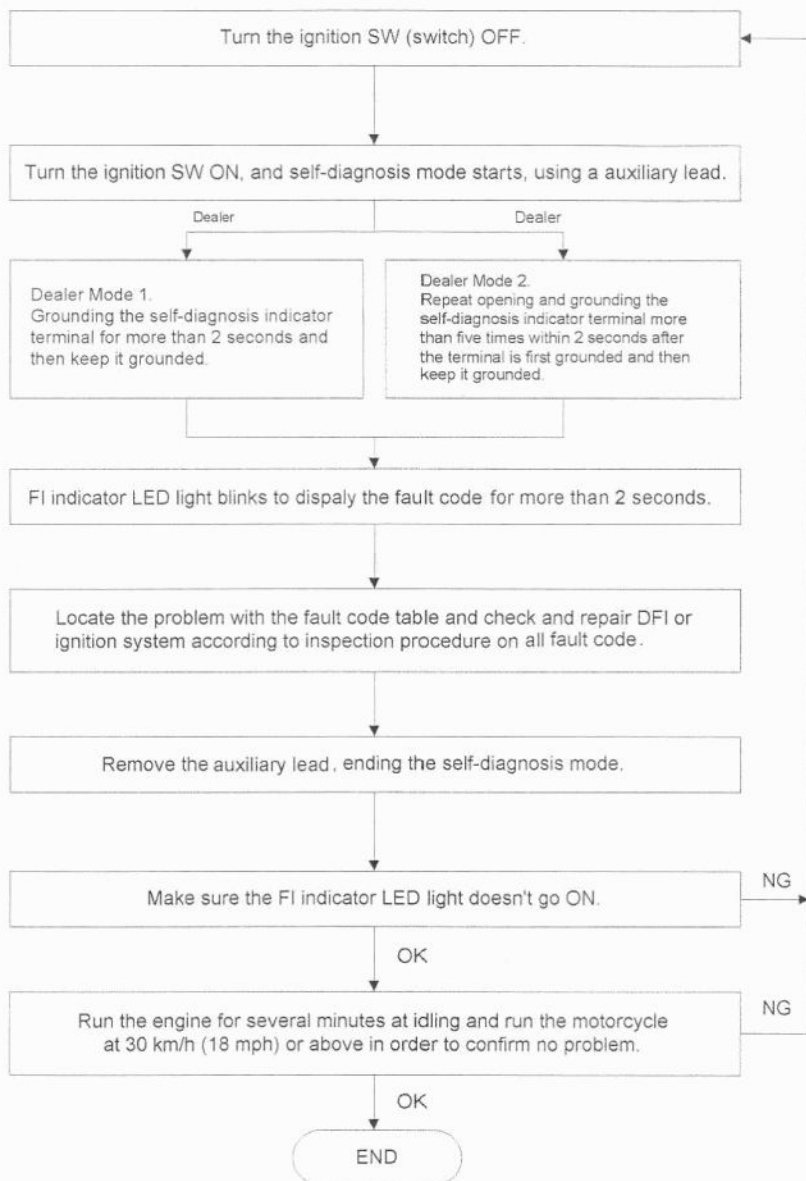 Turn the ignition SW (switch) OFF.
Turn the ignition SW ON, and self-diagnosis mode starts, using a auxiliary lead.
Dealer
Dealer
Dealer Mode 1.
Grounding the self-diagnosis indicator
terminal for more than 2 seconds and
then keep it grounded.
Dealer Mode 2.
Repeat opening and grounding the
self-diagnosis indicator terminal more
than five times within 2 seconds after
the terminal is first grounded and then
keep it grounded.
FI indicator LED light blinks to dispaly the fault code for more than 2 seconds.
Locate the problem with the fault code table and check and repair DFI or
ignition system according to inspection procedure on all fault code.
Remove the auxiliary lead, ending the self-diagnosis mode.
Make sure the FI indicator LED light doesn't go ON.
NG
OK
Run the engine for several minutes at idling and run the motorcycle
at 30 km/h (18 mph) or above in order to confirm no problem.
NG
OK
END